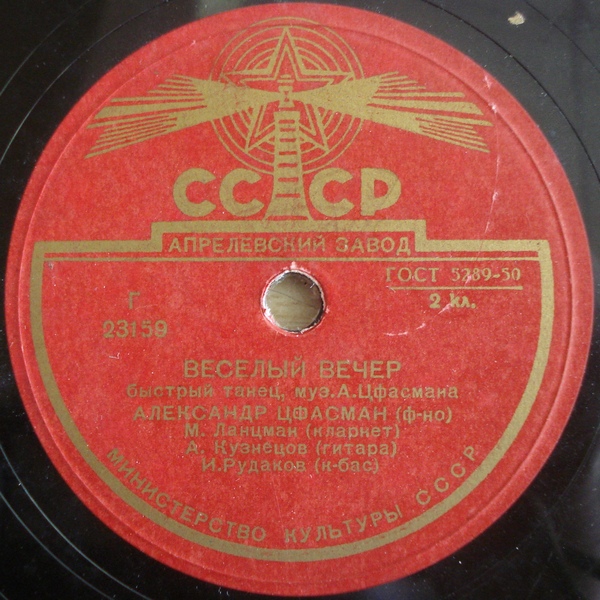 СССР
АПРЕЛЕВСКИЙ ЗАВОД
ГОСТ 5289-50
2 кл.
Г
23159
ВЕСЕЛЫЙ ВЕЧЕР
быстрый танец, муз.А.Цфасмана
АЛЕКСАНДР ЦФАСМАН (ф-но)
М. Ланцман (кларнет)
А. Кузнецов (гитара)
И.Рудаков (к-бас)
МИНИСТЕРСТВО КУЛЬТУРЫ СССР